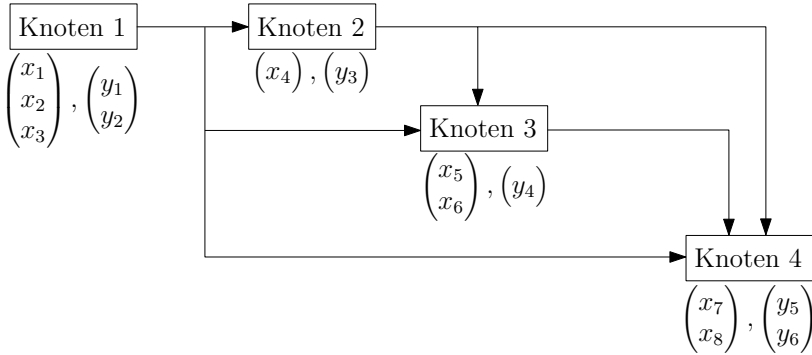 Knoten 1
Knoten 2
(x₁ x₂ x₃), (y₁ y₂)
(x₄), (y₃)
Knoten 3
(x₅ x₆), (y₄)
Knoten 4
(x₇ x₈), (y₅ y₆)